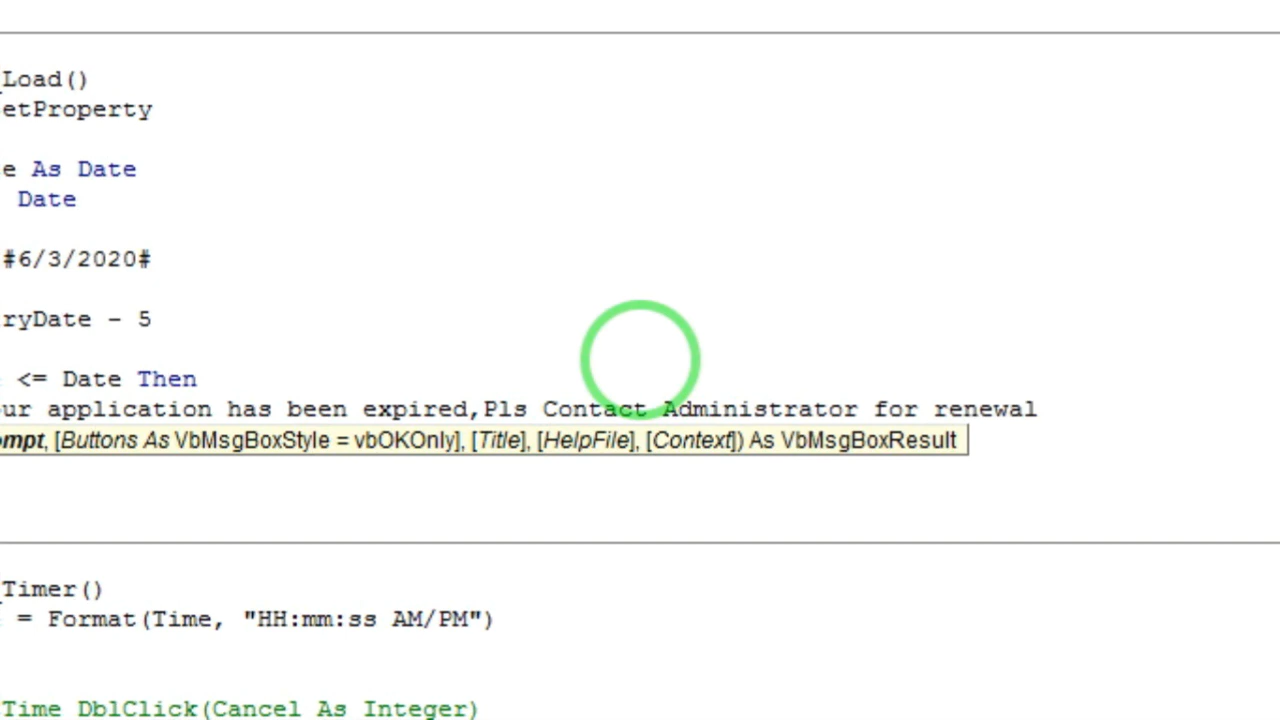 Load()
etProperty
e As Date
Date
#6/3/2020#
ryDate - 5
<= Date Then
ur application has been expired,Pls Contact Administrator for renewal
ompt, [Buttons As VbMsgBoxStyle = vbOKOnly], [Title], [HelpFile], [Context]) As VbMsgBoxResult
Timer()
= Format(Time, "HH:mm:ss AM/PM")
Time DblClick(Cancel As Integer)